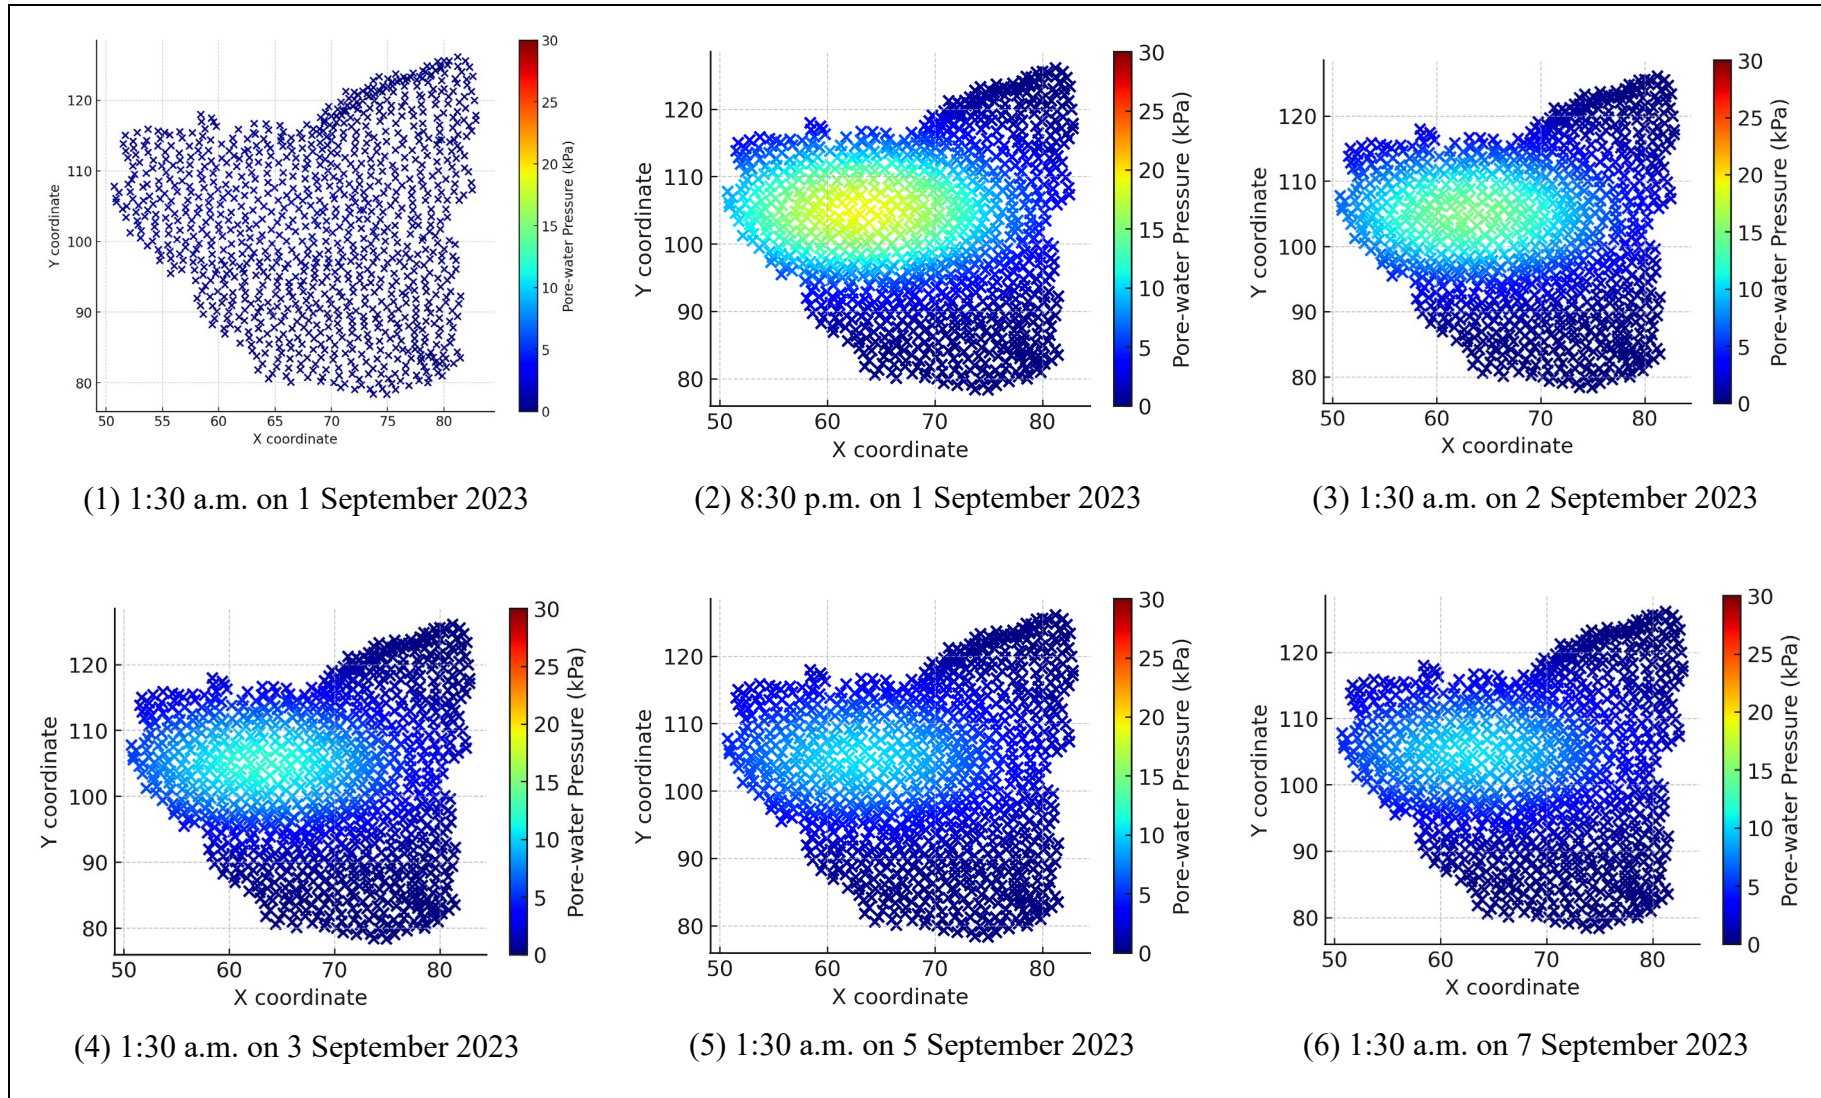 120
110
100
90
80
50 55 60 65 70 75 80
X coordinate
Y coordinate
30
25
20
15
10
5
0
Pore-water Pressure (kPa)
(1) 1:30 a.m. on 1 September 2023
120
110
100
90
80
50 60 70 80
X coordinate
Y coordinate
30
25
20
15
10
5
0
Pore-water Pressure (kPa)
(2) 8:30 p.m. on 1 September 2023
120
110
100
90
80
50 60 70 80
X coordinate
Y coordinate
30
25
20
15
10
5
0
Pore-water Pressure (kPa)
(3) 1:30 a.m. on 2 September 2023
120
110
100
90
80
50 60 70 80
X coordinate
Y coordinate
30
25
20
15
10
5
0
Pore-water Pressure (kPa)
(4) 1:30 a.m. on 3 September 2023
120
110
100
90
80
50 60 70 80
X coordinate
Y coordinate
30
25
20
15
10
5
0
Pore-water Pressure (kPa)
(5) 1:30 a.m. on 5 September 2023
120
110
100
90
80
50 60 70 80
X coordinate
Y coordinate
30
25
20
15
10
5
0
Pore-water Pressure (kPa)
(6) 1:30 a.m. on 7 September 2023